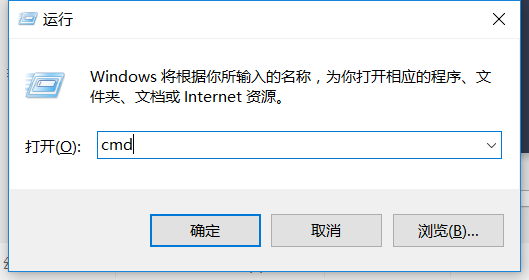 运行
Windows 将根据你所输入的名称，为你打开相应的程序、文
件夹、文档或 Internet 资源。
打开(O): cmd
确定 取消 浏览(B)...